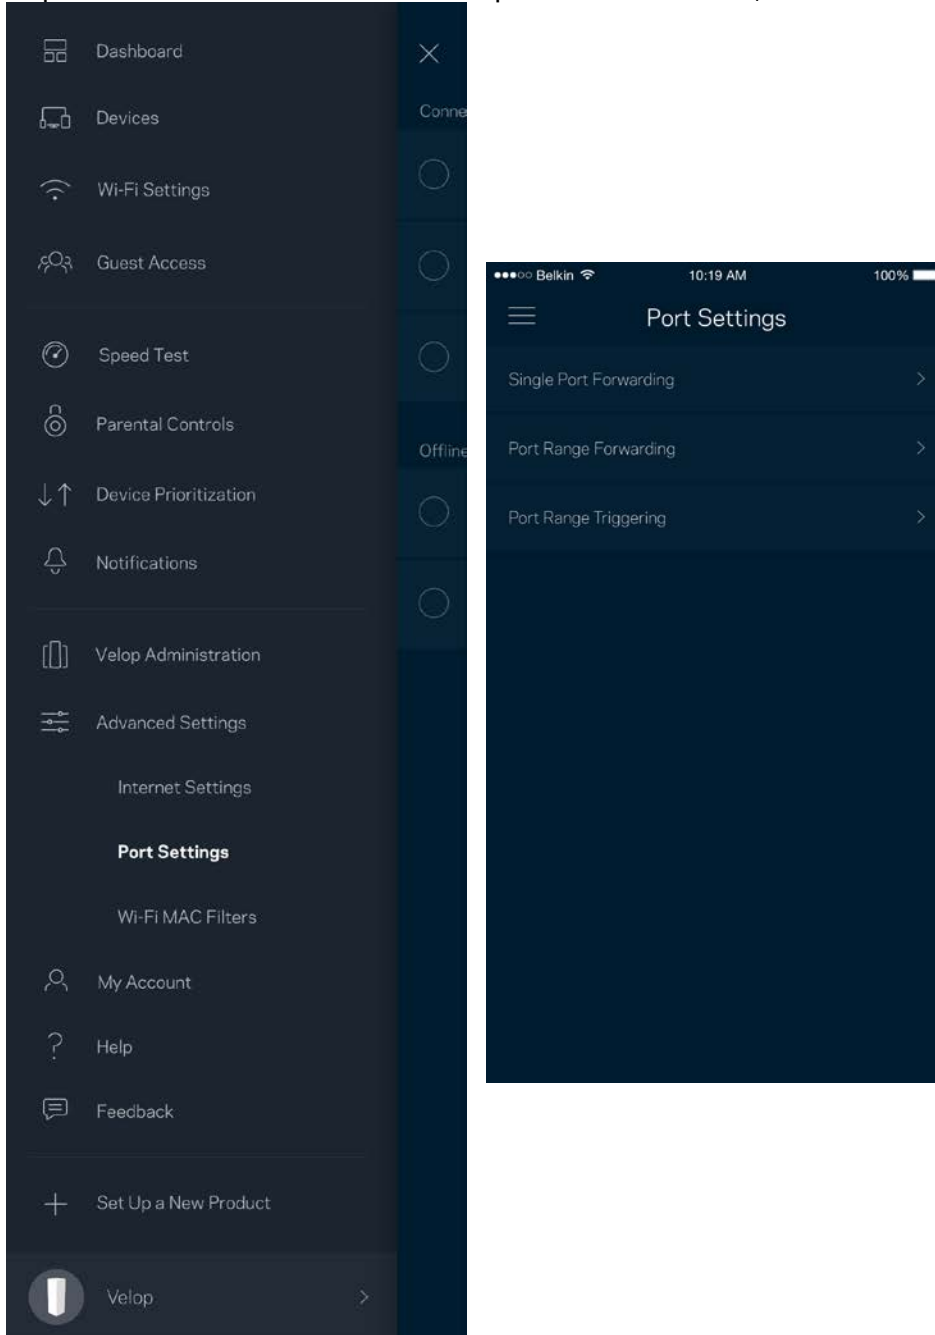 Dashboard
Devices
Wi-Fi Settings
Guest Access
Speed Test
Parental Controls
Device Prioritization
Notifications
Velop Administration
Advanced Settings
Internet Settings
Port Settings
Wi-Fi MAC Filters
My Account
Help
Feedback
Set Up a New Product
Velop
Conne
Offline
Belkin 10:19 AM 100%
Port Settings
Single Port Forwarding
Port Range Forwarding
Port Range Triggering